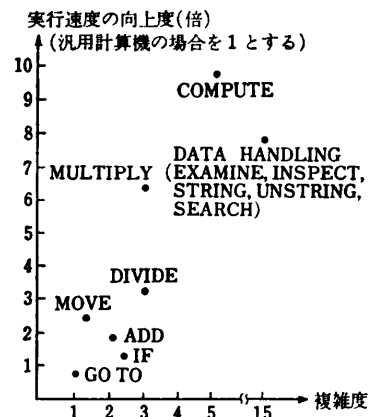 実行速度の向上度(倍)
(汎用計算機の場合を1とする)
10
COMPUTE
9
8
DATA HANDLING
7
MULTIPLY (EXAMINE, INSPECT,
STRING, UNSTRING,
6
SEARCH)
5
4
DIVIDE
3
MOVE
2
ADD
IF
1
GO TO
1 2 3 4 5 15 複雑度